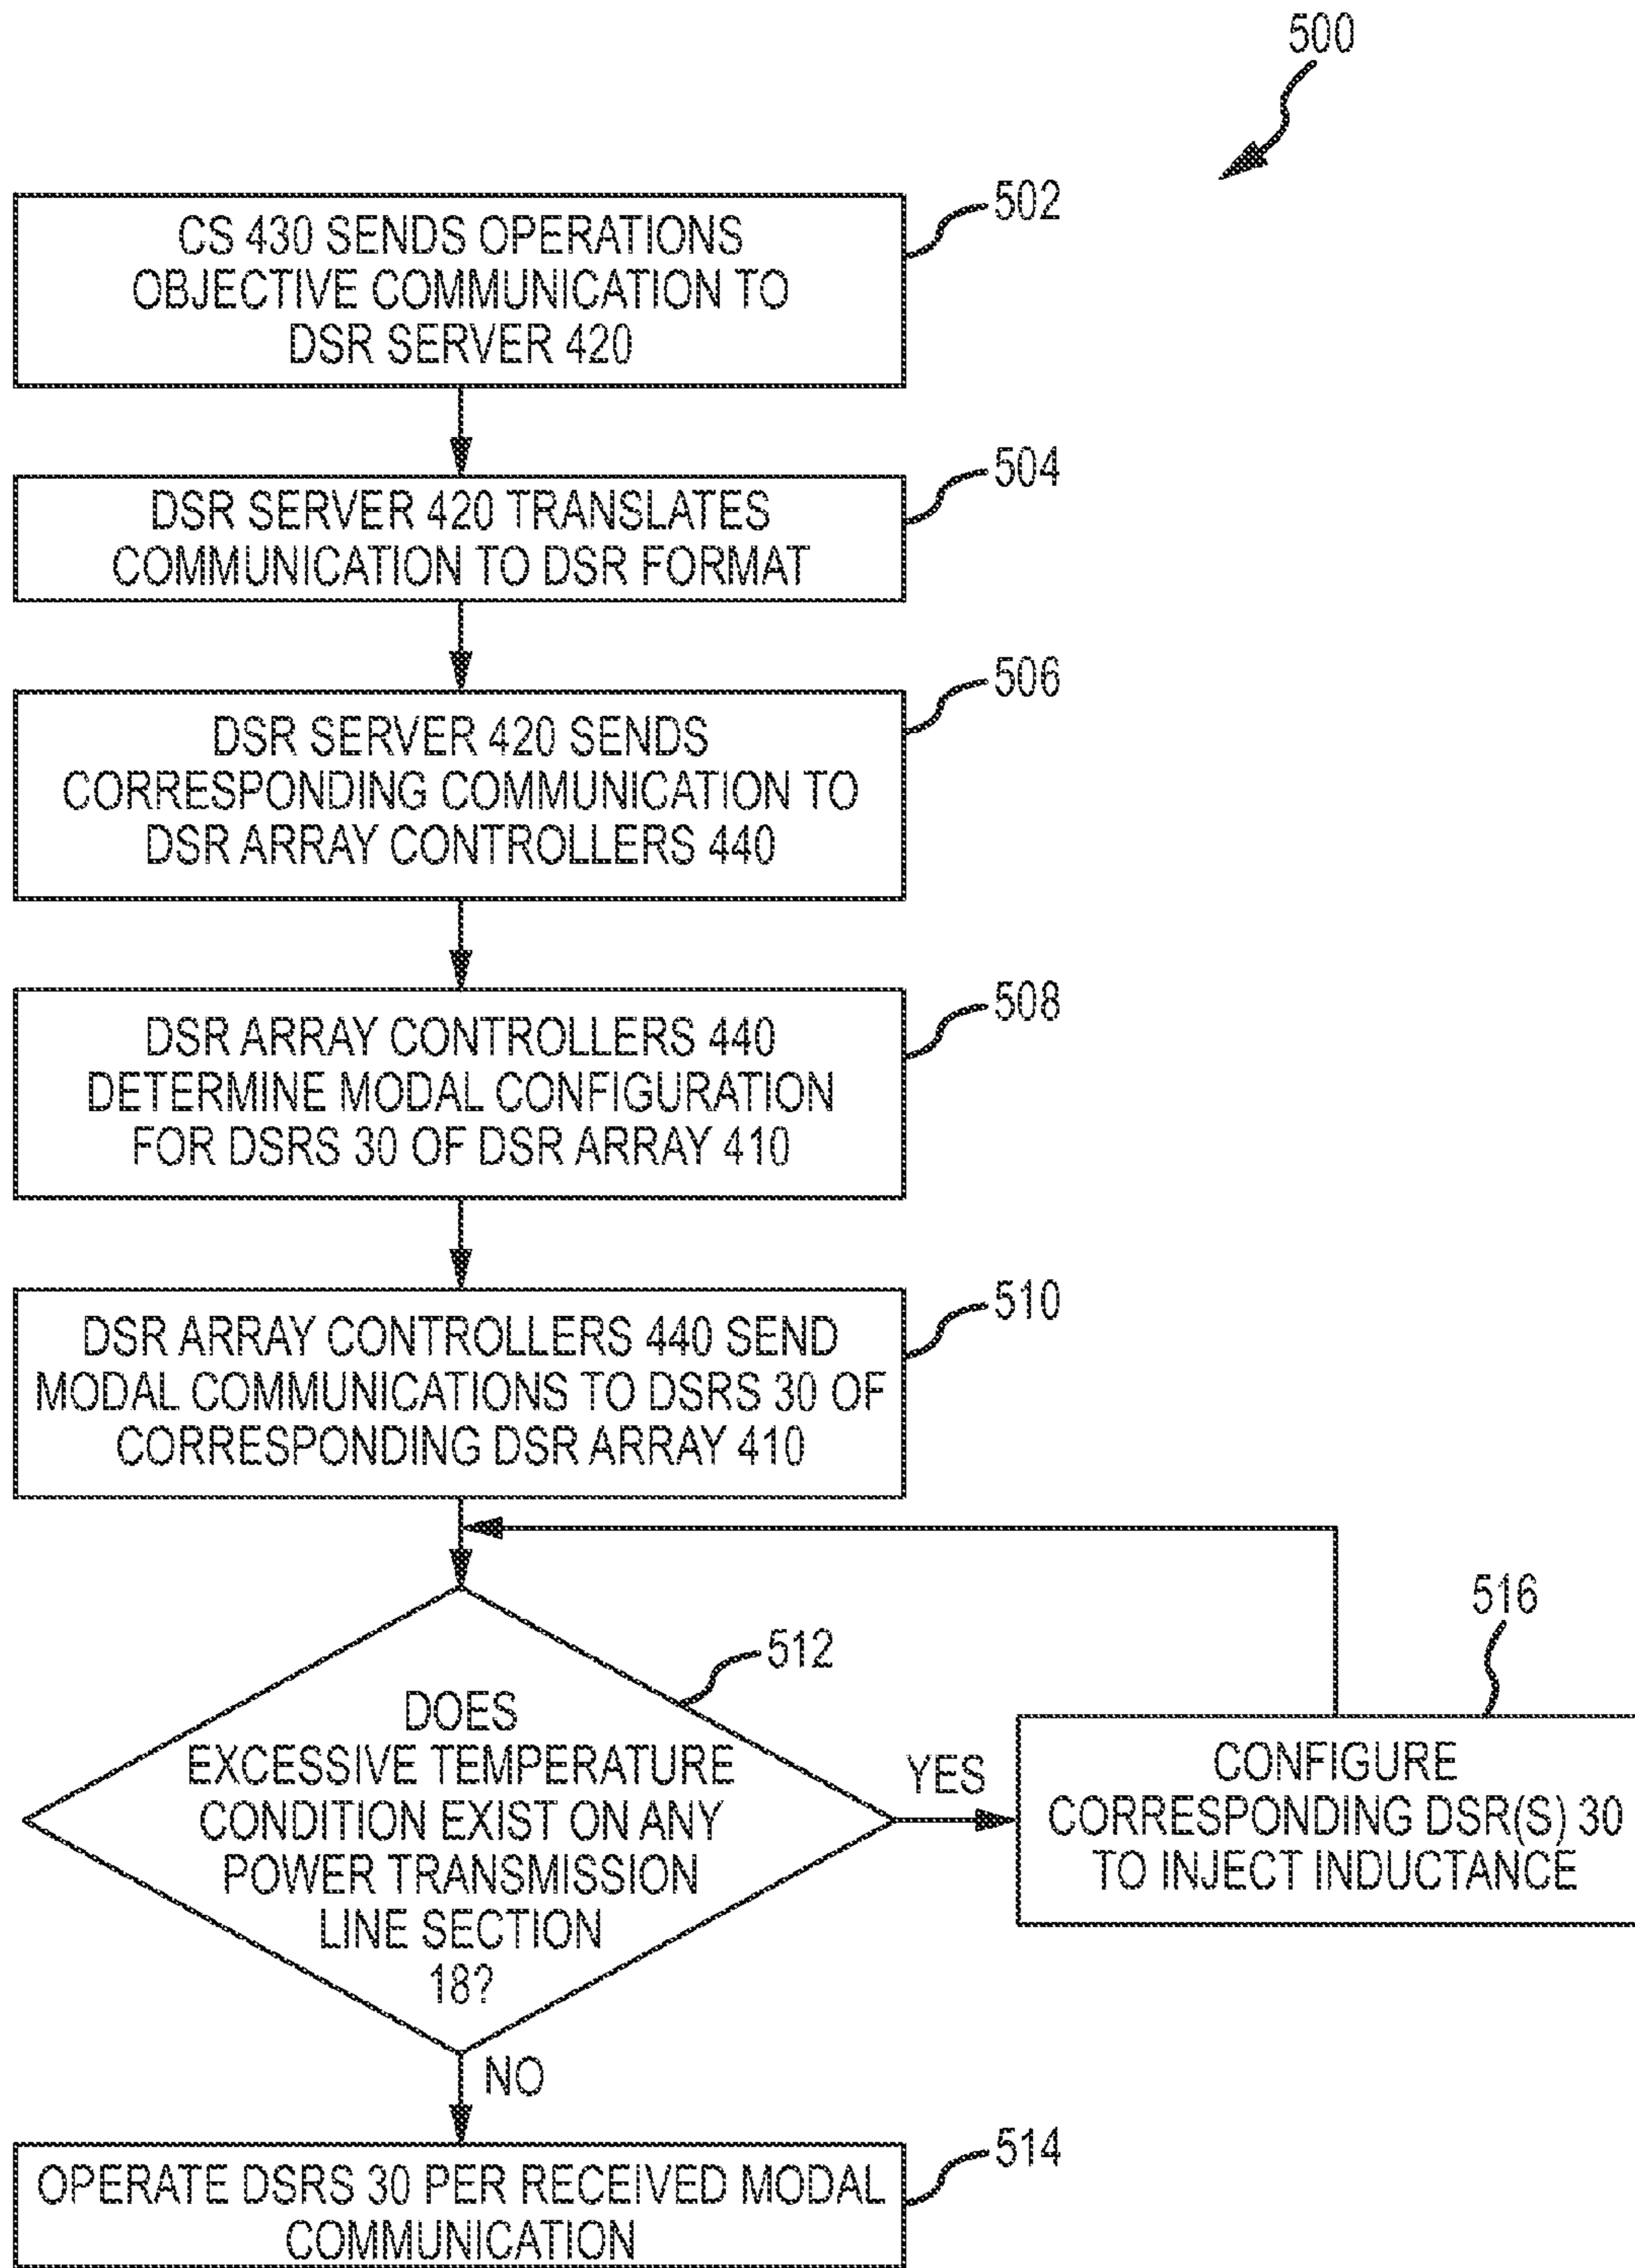 500
CS 430 SENDS OPERATIONS
OBJECTIVE COMMUNICATION TO
DSR SERVER 420
502
DSR SERVER 420 TRANSLATES
COMMUNICATION TO DSR FORMAT
504
DSR SERVER 420 SENDS
CORRESPONDING COMMUNICATION TO
DSR ARRAY CONTROLLERS 440
506
DSR ARRAY CONTROLLERS 440
DETERMINE MODAL CONFIGURATION
FOR DSRS 30 OF DSR ARRAY 410
508
DSR ARRAY CONTROLLERS 440 SEND
MODAL COMMUNICATIONS TO DSRS 30 OF
CORRESPONDING DSR ARRAY 410
510
DOES
EXCESSIVE TEMPERATURE
CONDITION EXIST ON ANY
POWER TRANSMISSION
LINE SECTION
18?
512
YES
CONFIGURE
CORRESPONDING DSR(S) 30
TO INJECT INDUCTANCE
516
NO
OPERATE DSRS 30 PER RECEIVED MODAL
COMMUNICATION
514